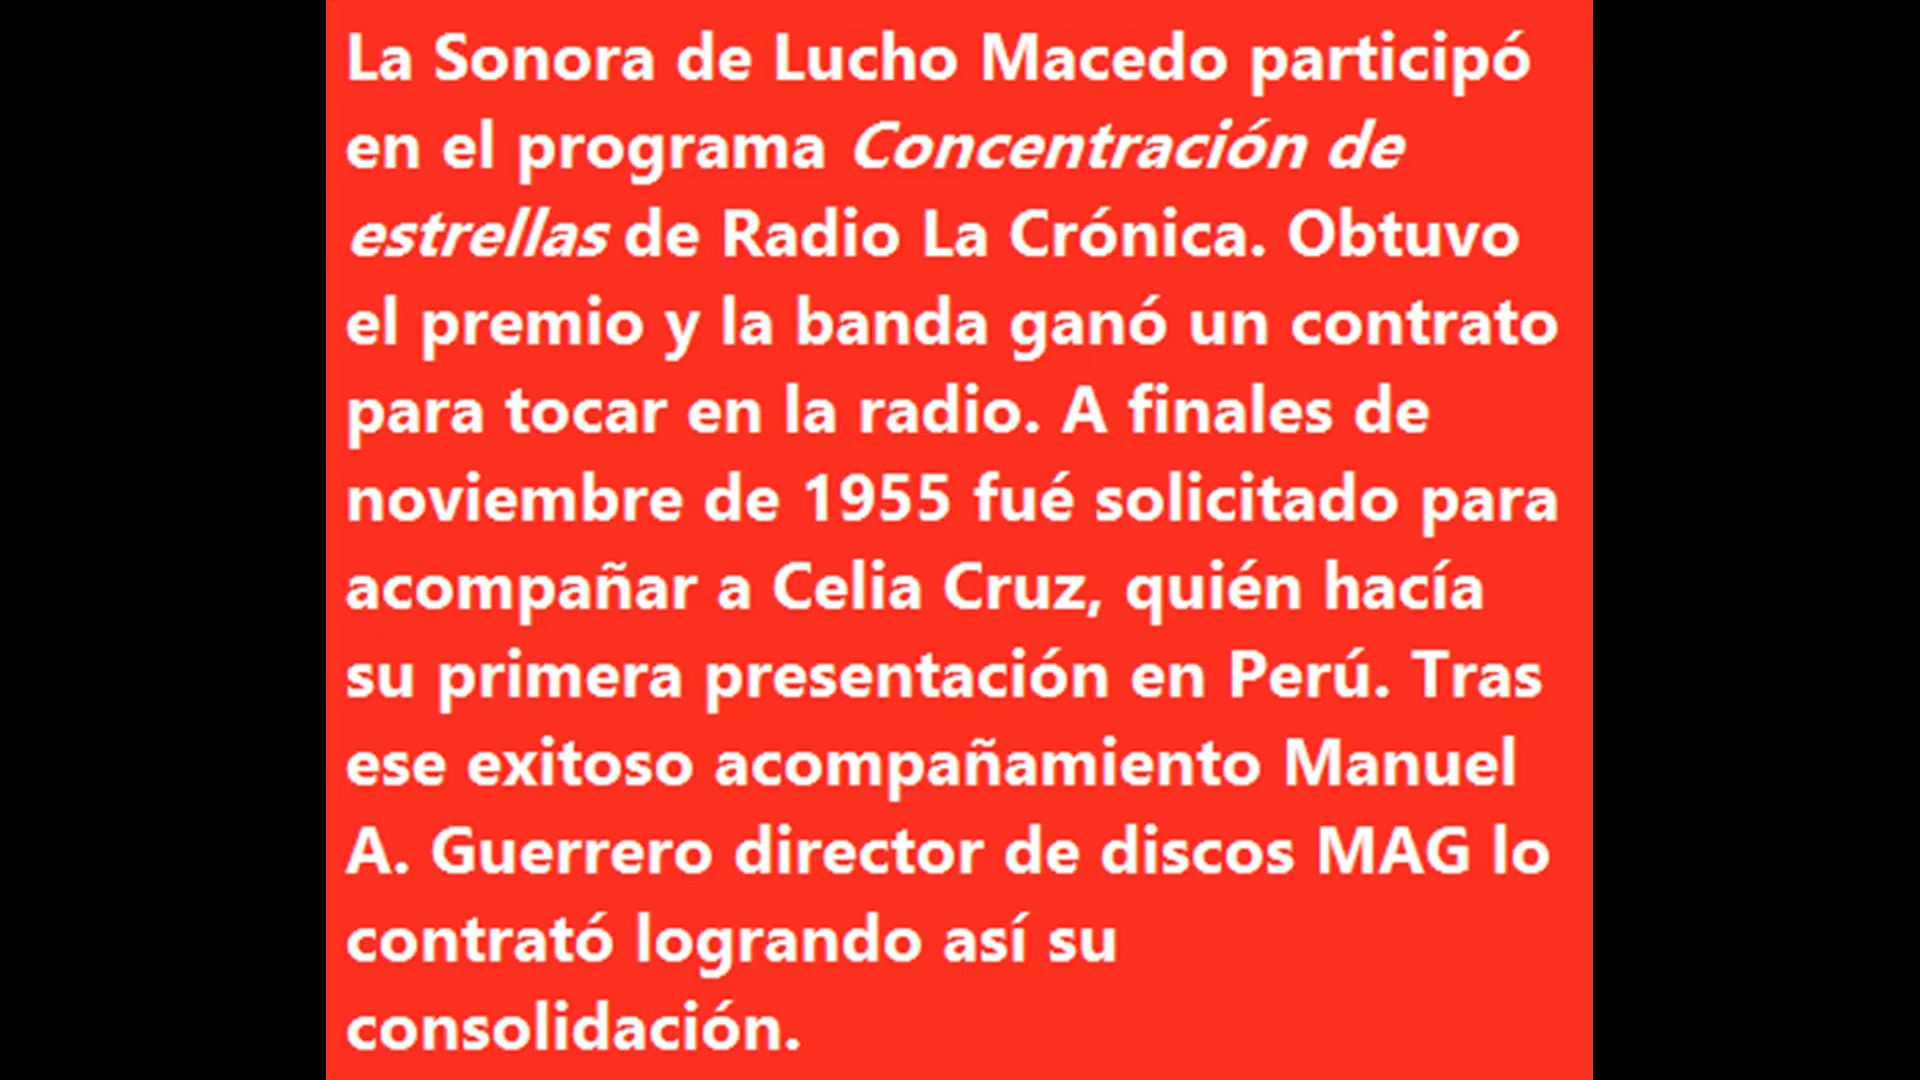 La Sonora de Lucho Macedo participó
en el programa Concentración de
estrellas de Radio La Crónica. Obtuvo
el premio y la banda ganó un contrato
para tocar en la radio. A finales de
noviembre de 1955 fué solicitado para
acompañar a Celia Cruz, quién hacía
su primera presentación en Perú. Tras
ese exitoso acompañamiento Manuel
A. Guerrero director de discos MAG lo
contrató logrando así su
consolidación.